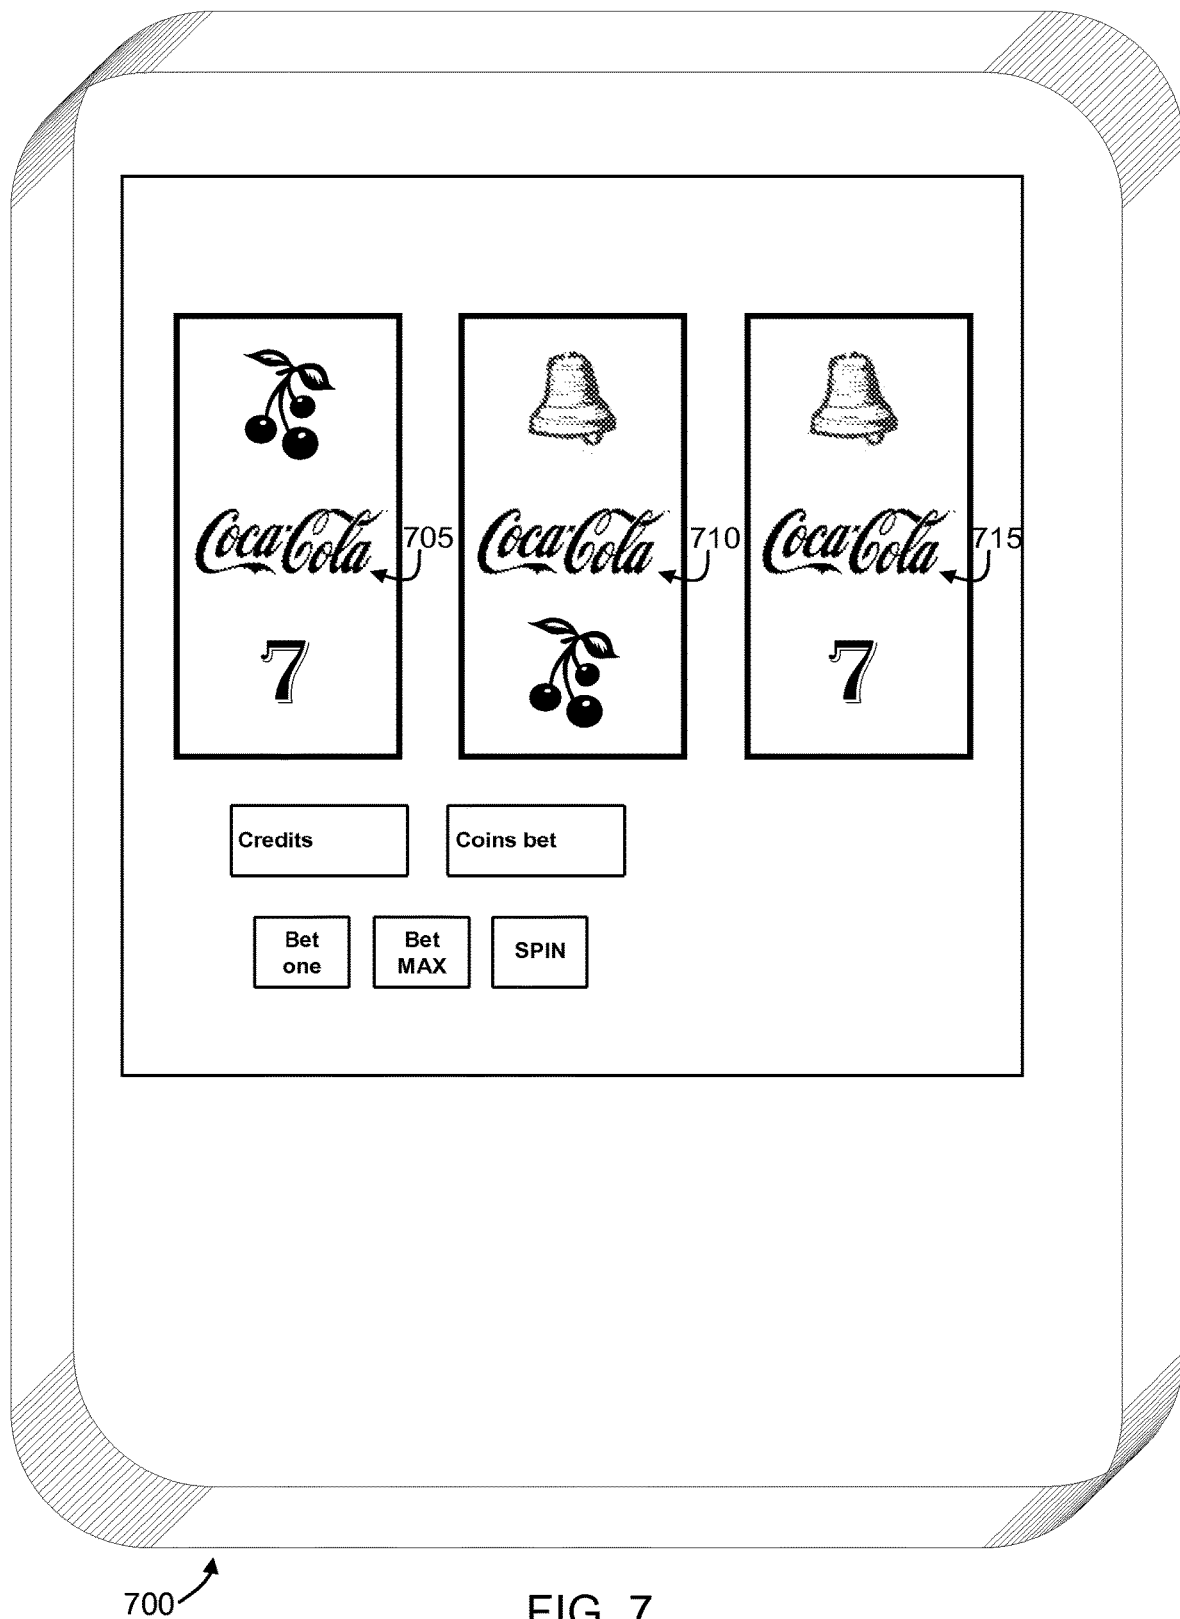 Coca-Cola 705 Coca-Cola 710 Coca-Cola 715
7 7
Credits Coins bet
Bet one Bet MAX SPIN
700
FIG. 7